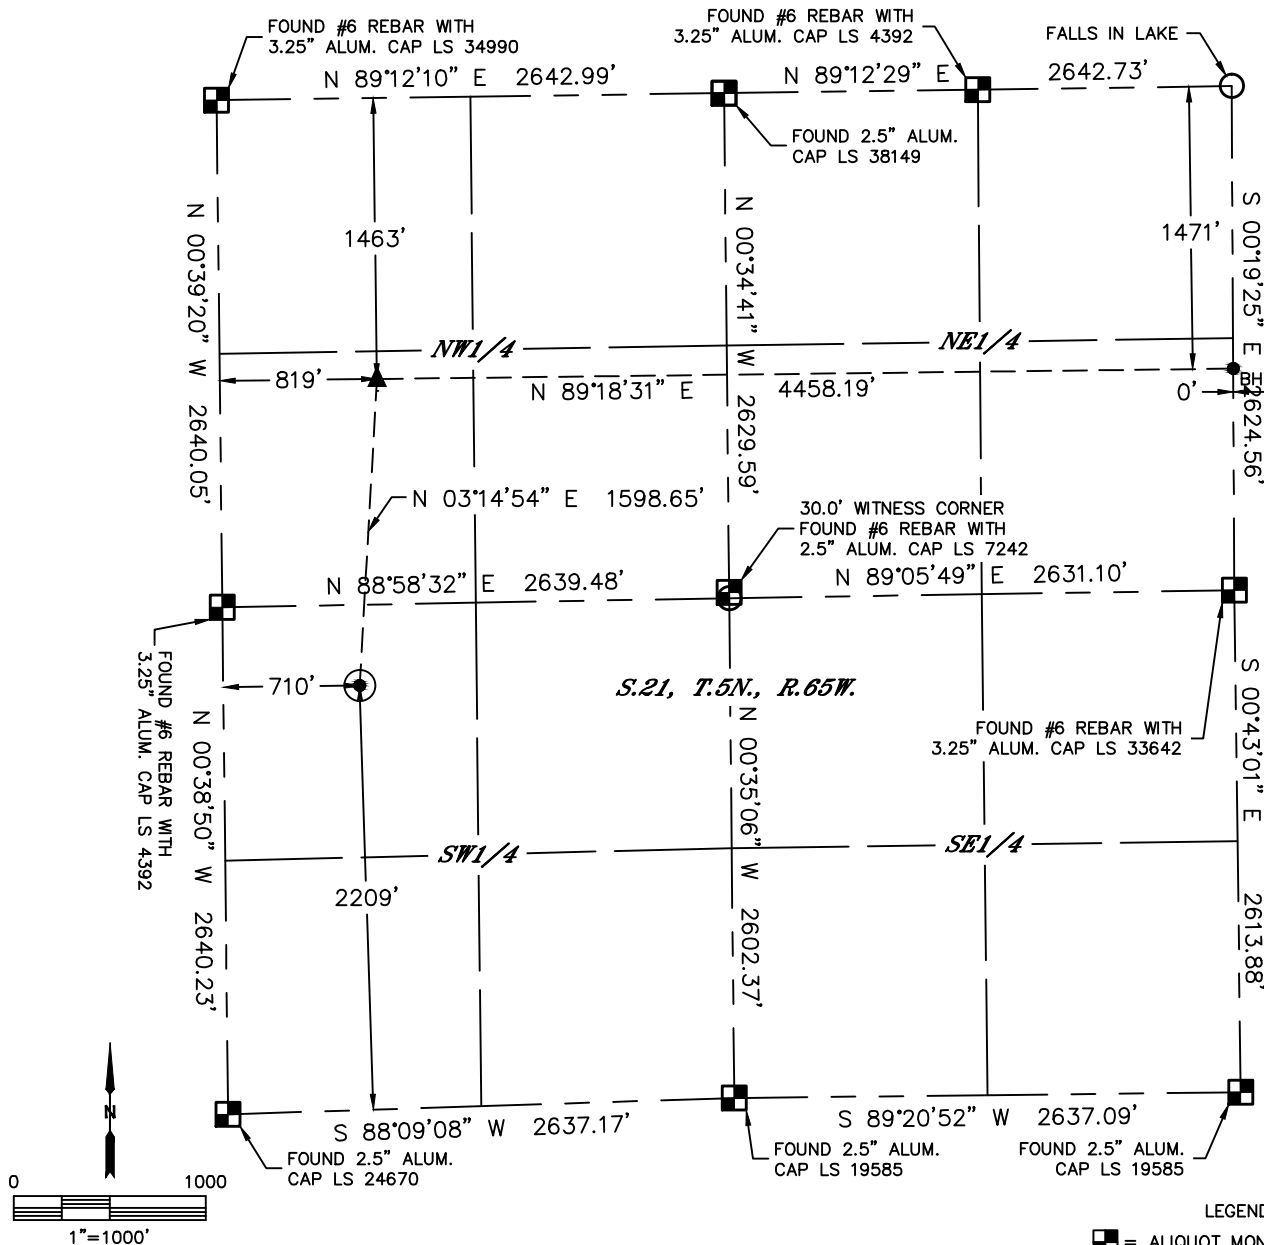 FOUND #6 REBAR WITH
3.25" ALUM. CAP LS 34990
FOUND #6 REBAR WITH
3.25" ALUM. CAP LS 4392
FALLS IN LAKE
N 89°12'10" E 2642.99'
N 89°12'29" E 2642.73'
FOUND 2.5" ALUM.
CAP LS 38149
N 00°39'20" W 2640.05'
1463'
N 00°34'41" W 2629.59'
1471'
S 00°19'25" E 2624.56'
NW1/4
NE1/4
819'
N 89°18'31" E 4458.19'
0'
N 03°14'54" E 1598.65'
30.0' WITNESS CORNER
FOUND #6 REBAR WITH
2.5" ALUM. CAP LS 7242
N 88°58'32" E 2639.48'
N 89°05'49" E 2631.10'
FOUND #6 REBAR WITH
3.25" ALUM. CAP LS 4392
710'
S.21, T.5N., R.65W.
FOUND #6 REBAR WITH
3.25" ALUM. CAP LS 33642
N 00°38'50" W 2640.23'
N 00°35'06" W 2602.37'
S 00°43'01" E 2613.88'
SW1/4
SE1/4
2209'
N
S 88°09'08" W 2637.17'
S 89°20'52" W 2637.09'
FOUND 2.5" ALUM.
CAP LS 24670
FOUND 2.5" ALUM.
CAP LS 19585
FOUND 2.5" ALUM.
CAP LS 19585
0 1000
1"=1000'
LEGEND
= ALIQUOT MON